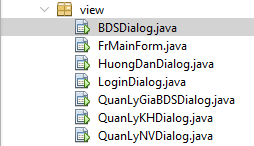 view
BDSDialog.java
FrMainForm.java
HuongDanDialog.java
LoginDialog.java
QuanLyGiaBDSDialog.java
QuanLyKHDialog.java
QuanLyNVDialog.java